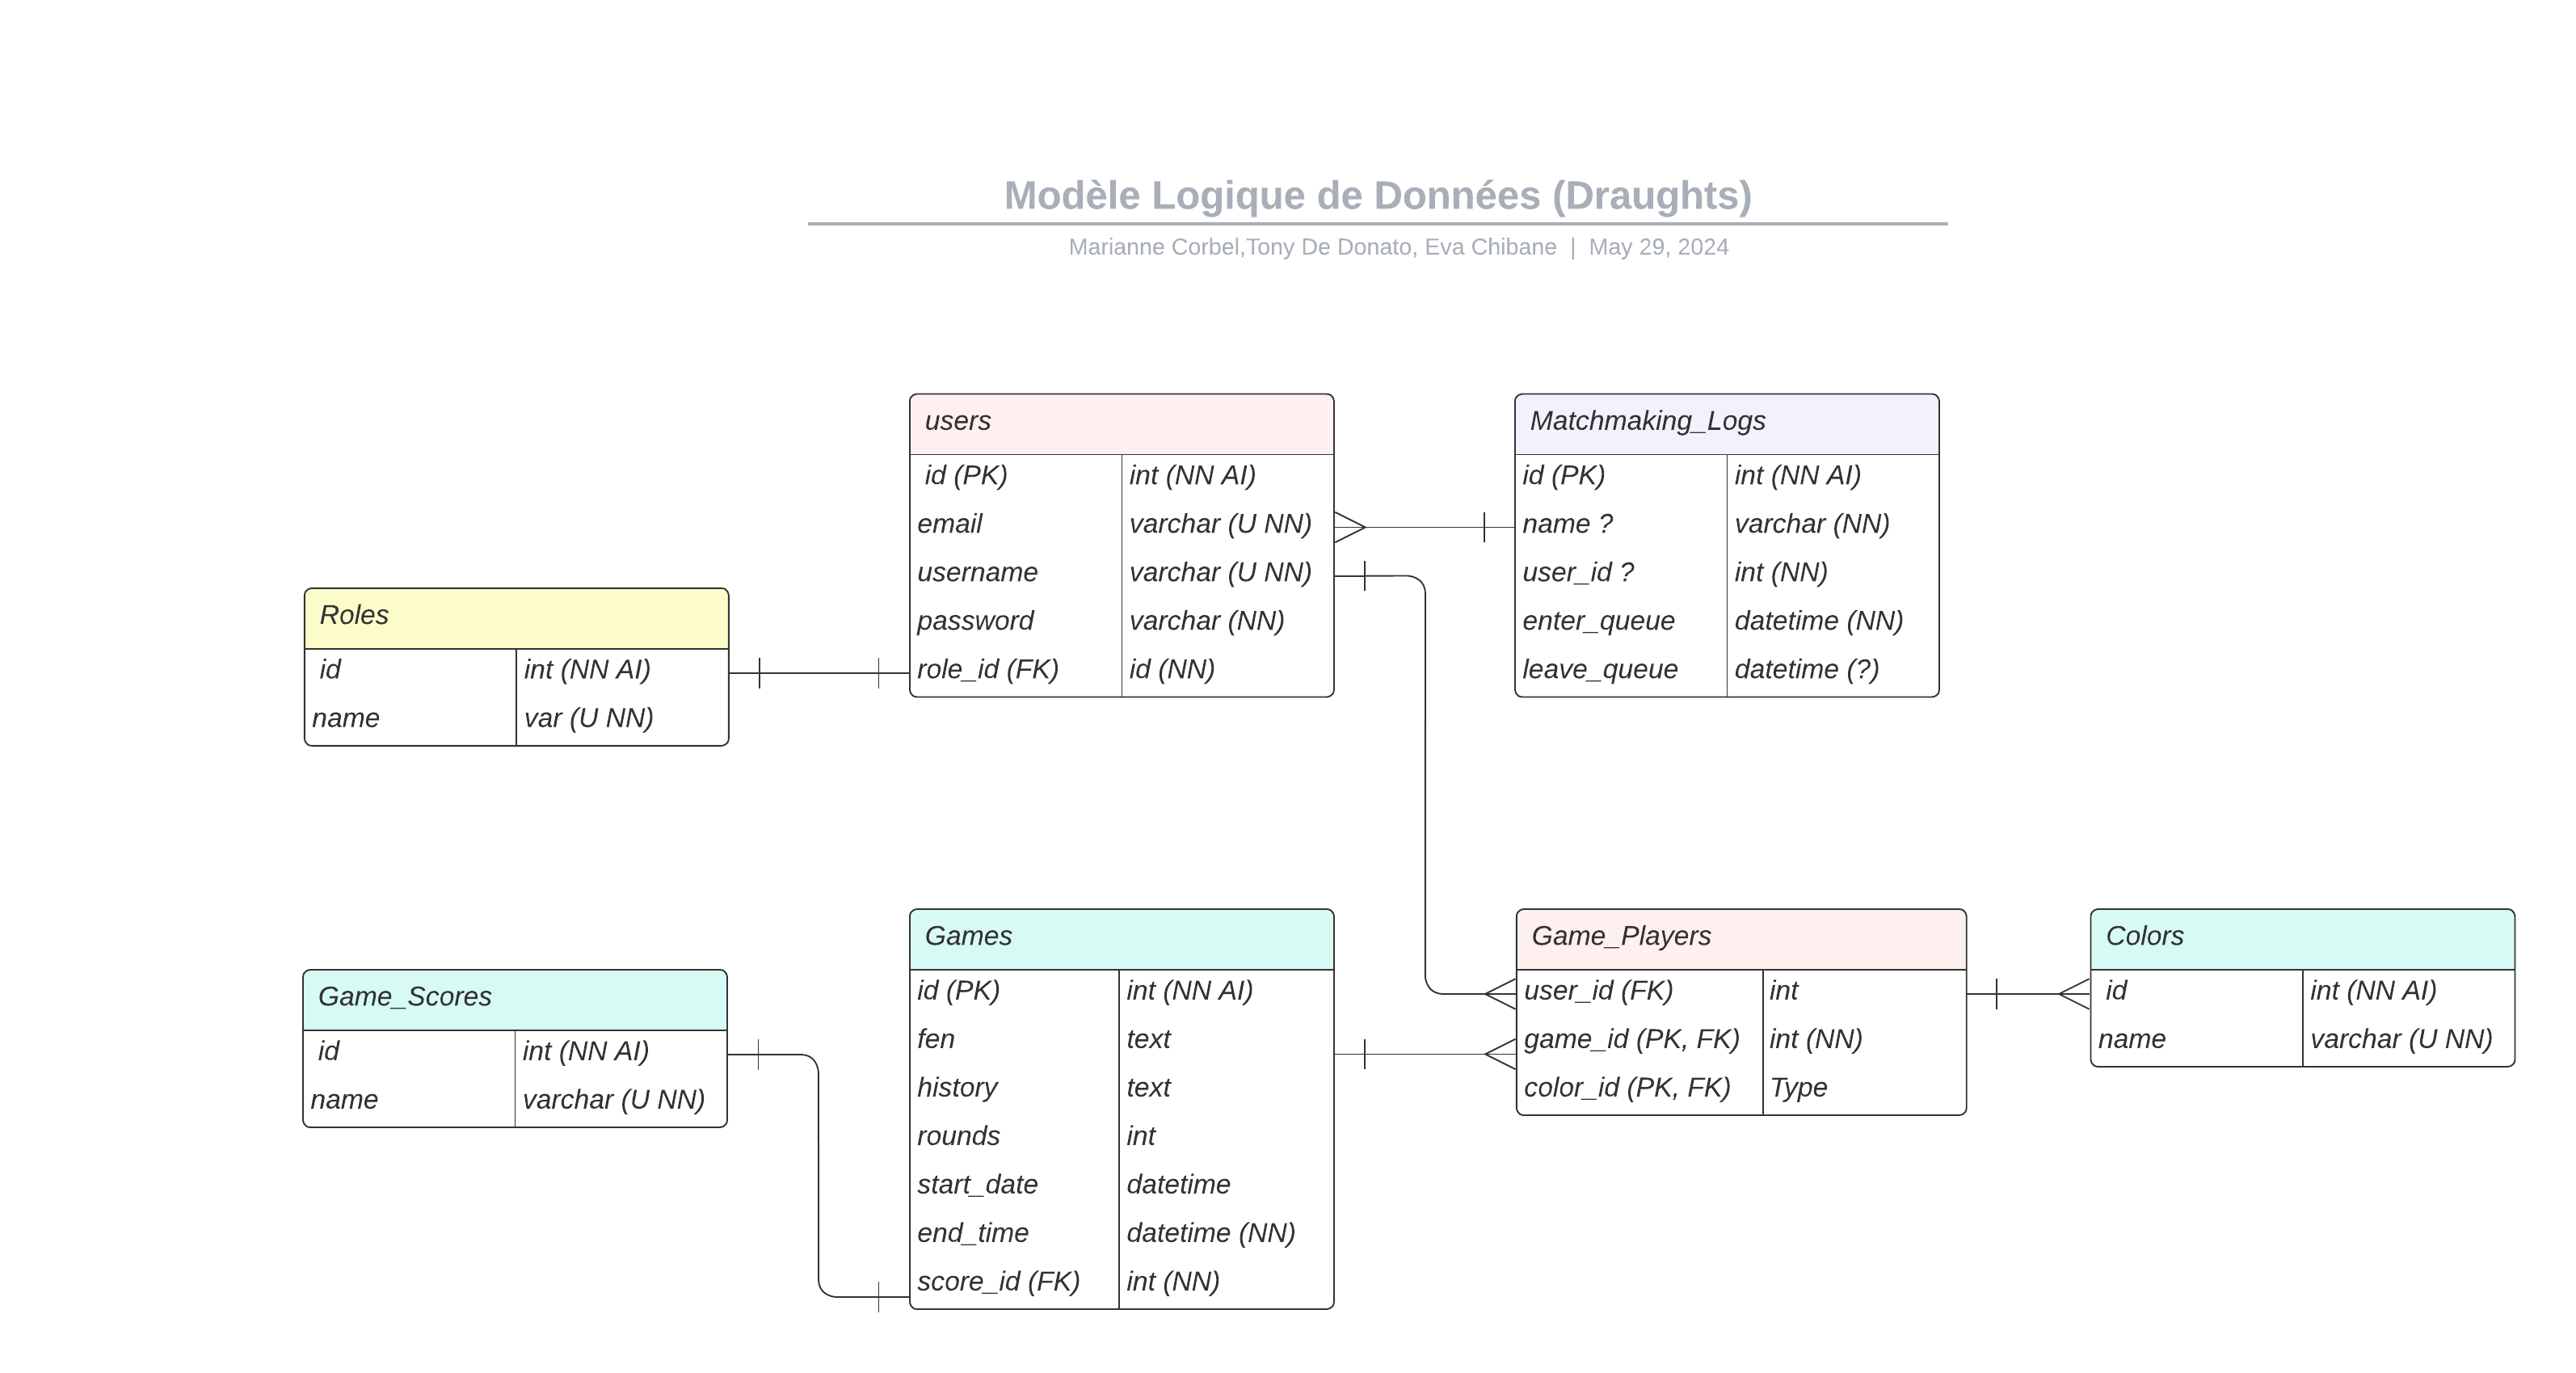 Modèle Logique de Données (Draughts)
Marianne Corbel,Tony De Donato, Eva Chibane | May 29, 2024
users
id (PK) int (NN AI)
email varchar (U NN)
username varchar (U NN)
password varchar (NN)
role_id (FK) id (NN)
Matchmaking_Logs
id (PK) int (NN AI)
name ? varchar (NN)
user_id ? int (NN)
enter_queue datetime (NN)
leave_queue datetime (?)
Roles
id int (NN AI)
name var (U NN)
Game_Scores
id int (NN AI)
name varchar (U NN)
Games
id (PK) int (NN AI)
fen text
history text
rounds int
start_date datetime
end_time datetime (NN)
score_id (FK) int (NN)
Game_Players
user_id (FK) int
game_id (PK, FK) int (NN)
color_id (PK, FK) Type
Colors
id int (NN AI)
name varchar (U NN)